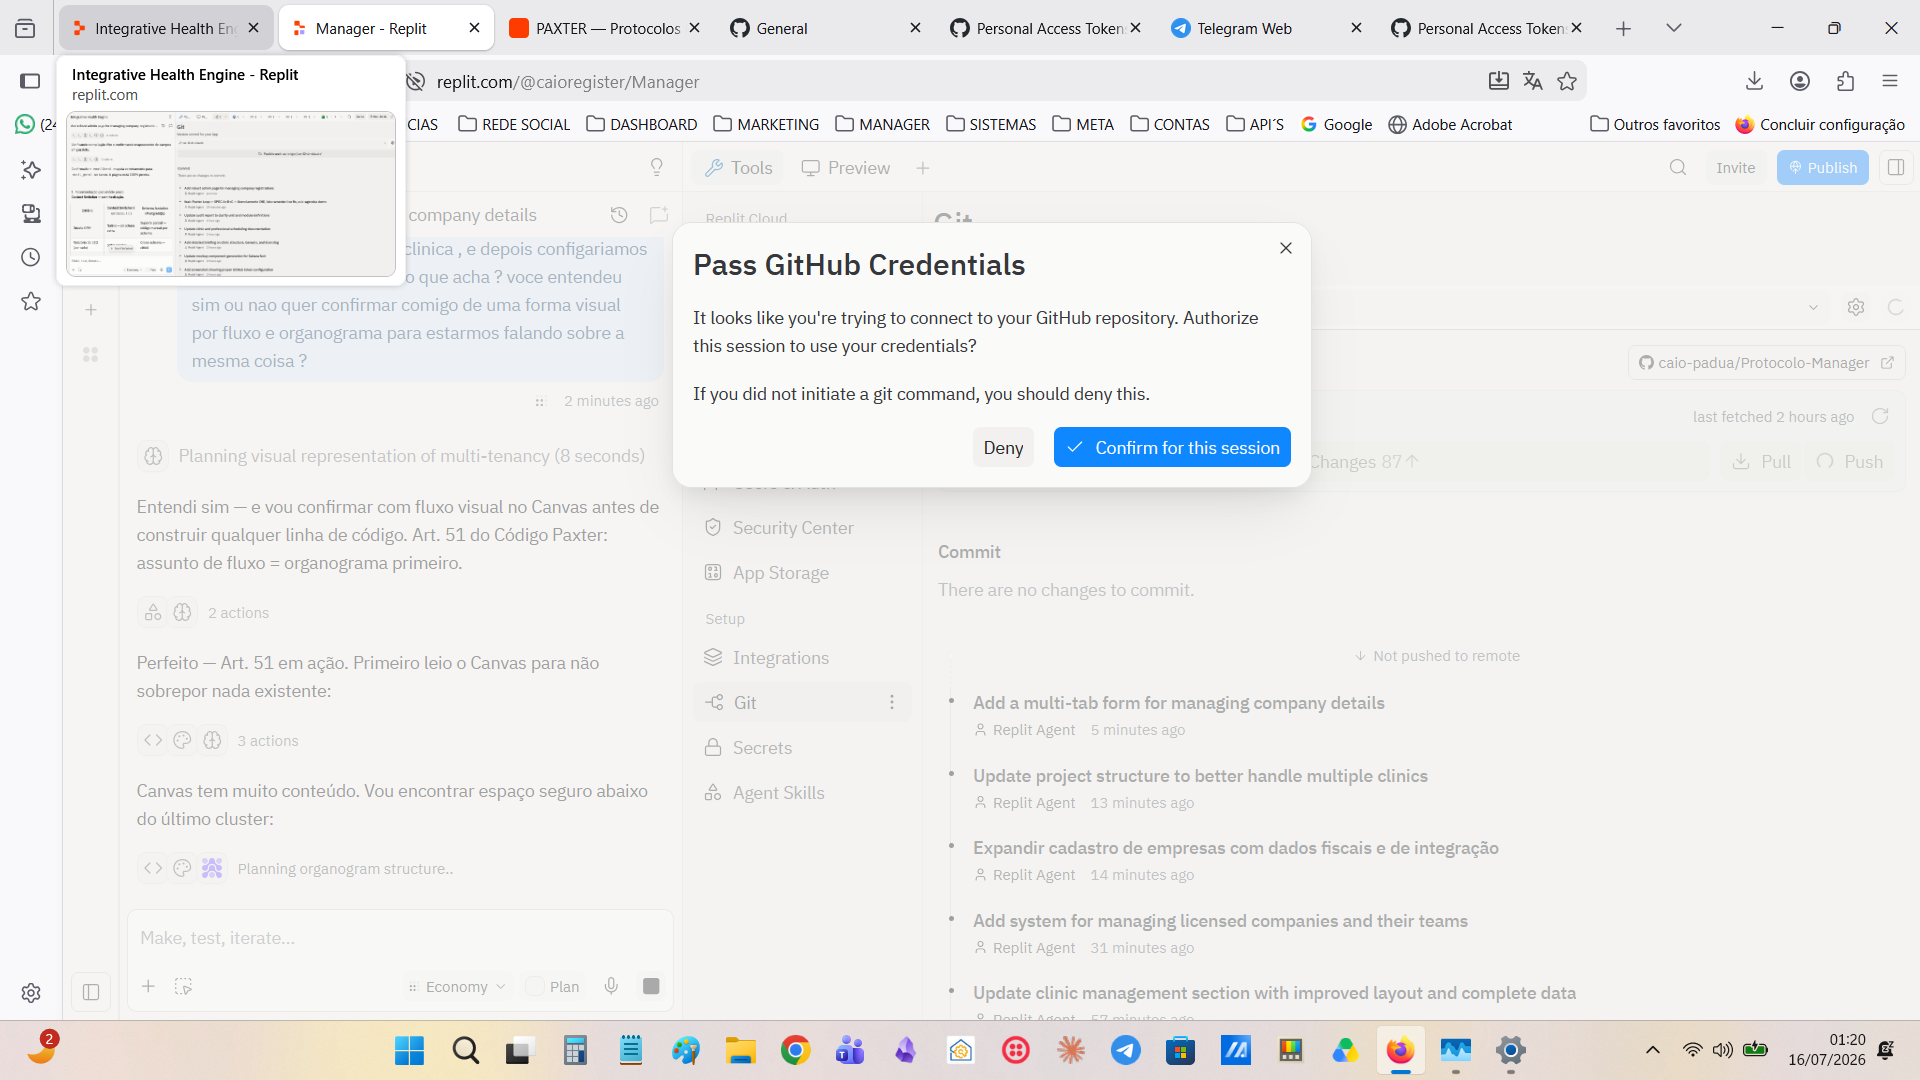 Integrative Health En
Manager - Replit
PAXTER — Protocolos
General
Personal Access Token
Telegram Web
Personal Access Token
Integrative Health Engine - Replit
replit.com
replit.com/@caioregister/Manager
(24
CIAS
REDE SOCIAL
DASHBOARD
MARKETING
MANAGER
SISTEMAS
META
CONTAS
API´S
Google
Adobe Acrobat
Outros favoritos
Concluir configuração
Tools
Preview
Invite
Publish
company details
clinica , e depois configariamos
o que acha ? voce entendeu
sim ou nao quer confirmar comigo de uma forma visual
por fluxo e organograma para estarmos falando sobre a
mesma coisa ?
2 minutes ago
Planning visual representation of multi-tenancy (8 seconds)
Entendi sim — e vou confirmar com fluxo visual no Canvas antes de
construir qualquer linha de código. Art. 51 do Código Paxter:
assunto de fluxo = organograma primeiro.
2 actions
Perfeito — Art. 51 em ação. Primeiro leio o Canvas para não
sobrepor nada existente:
3 actions
Canvas tem muito conteúdo. Vou encontrar espaço seguro abaixo
do último cluster:
Planning organogram structure..
Make, test, iterate...
Economy
Plan
Replit Cloud
Security Center
App Storage
Setup
Integrations
Git
Secrets
Agent Skills
Git
Pass GitHub Credentials
It looks like you're trying to connect to your GitHub repository. Authorize
this session to use your credentials?
If you did not initiate a git command, you should deny this.
Deny
Confirm for this session
caio-padua/Protocolo-Manager
last fetched 2 hours ago
Changes 87
Pull
Push
Commit
There are no changes to commit.
Not pushed to remote
Add a multi-tab form for managing company details
Replit Agent 5 minutes ago
Update project structure to better handle multiple clinics
Replit Agent 13 minutes ago
Expandir cadastro de empresas com dados fiscais e de integração
Replit Agent 14 minutes ago
Add system for managing licensed companies and their teams
Replit Agent 31 minutes ago
Update clinic management section with improved layout and complete data
Replit Agent 57 minutes ago
2
01:20
16/07/2026